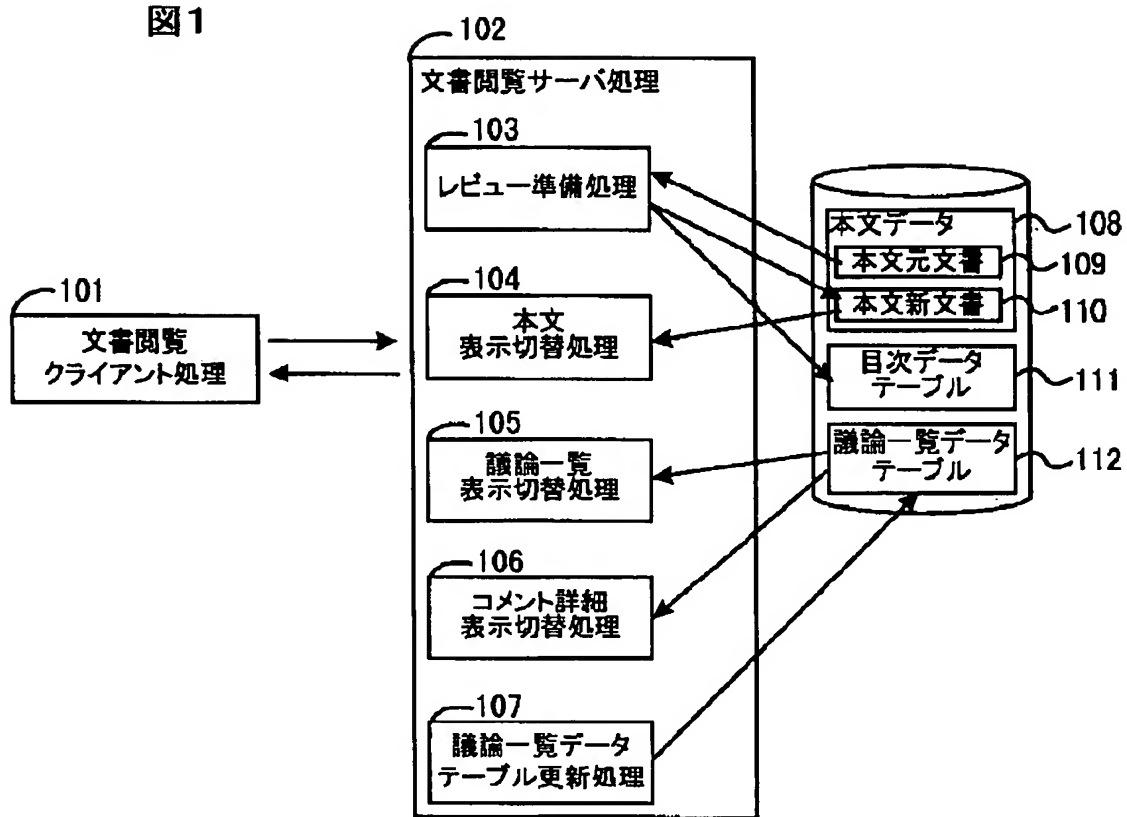 図1
102
文書閲覧サーバ処理
103
レビュー準備処理
104
本文
表示切替処理
105
議論一覧
表示切替処理
106
コメント詳細
表示切替処理
107
議論一覧データ
テーブル更新処理
101
文書閲覧
クライアント処理
本文データ
108
本文元文書
109
本文新文書
110
目次データ
テーブル
111
議論一覧データ
テーブル
112